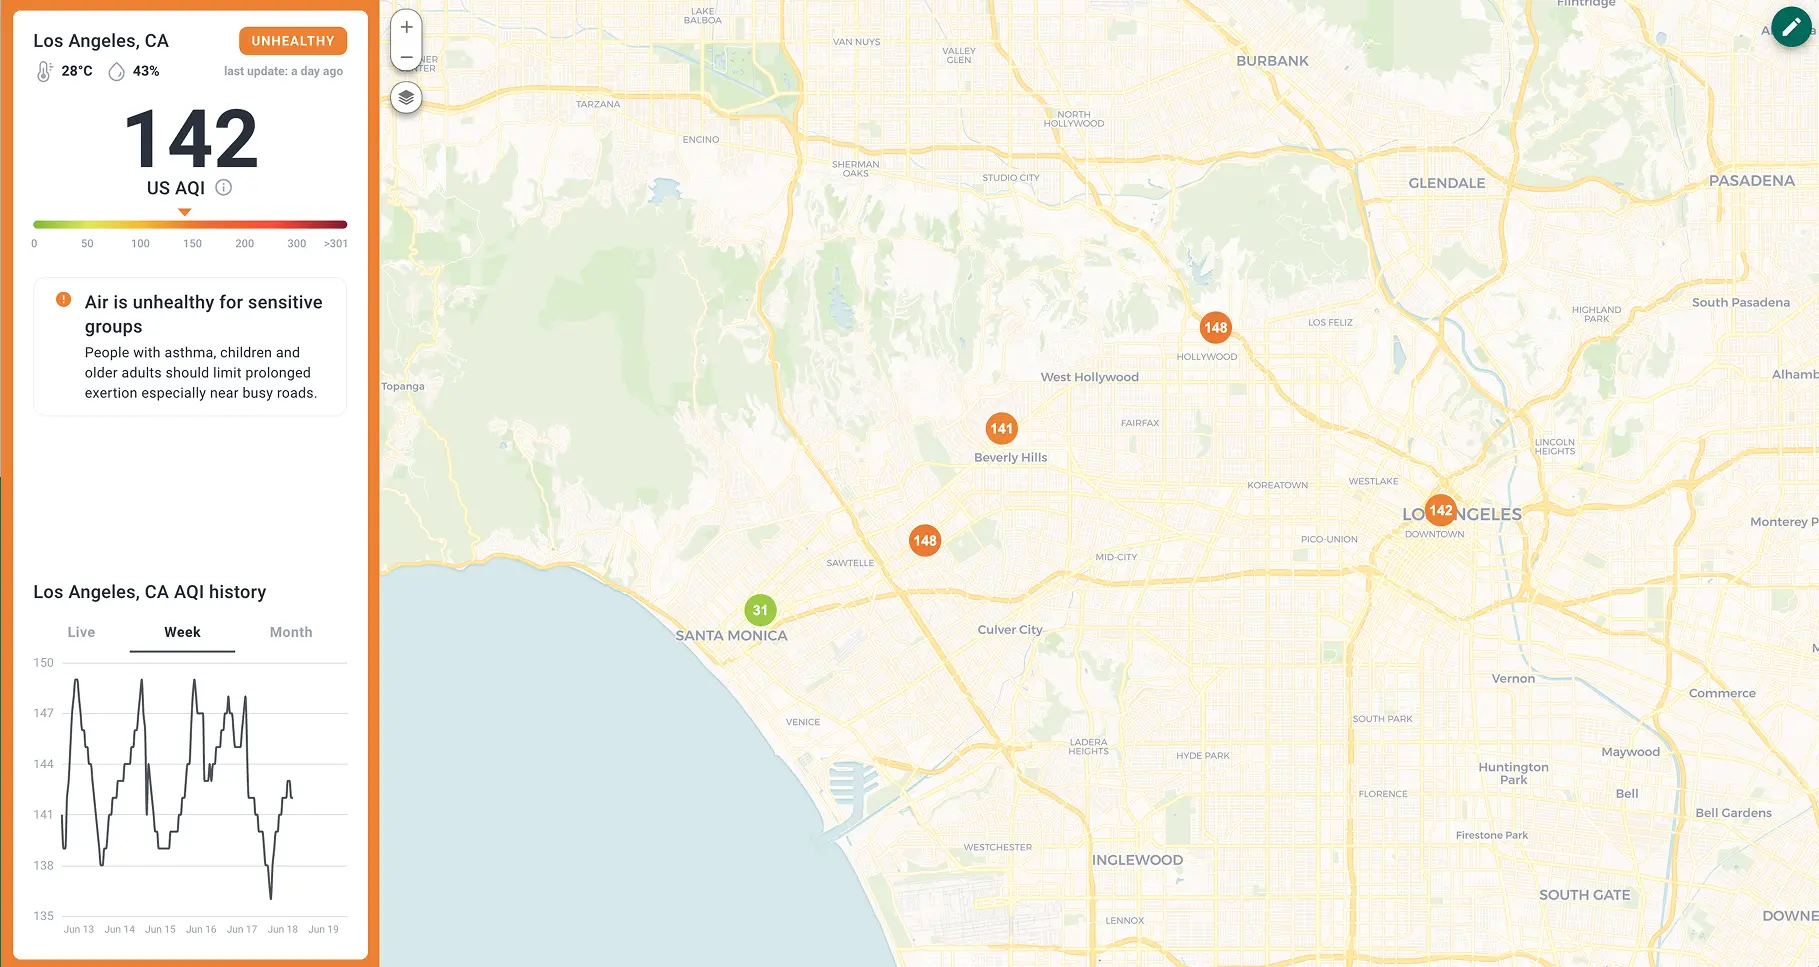 Los Angeles, CA
UNHEALTHY
28°C
43%
last update: a day ago
142
US AQI
0 50 100 150 200 300 >301
Air is unhealthy for sensitive
groups
People with asthma, children and
older adults should limit prolonged
exertion especially near busy roads.
Los Angeles, CA AQI history
Live Week Month
150
147
144
141
138
135
Jun 13 Jun 14 Jun 15 Jun 16 Jun 17 Jun 18 Jun 19
+
−
LAKE
BALBOA
VAN NUYS
VALLEY
GLEN
BURBANK
TARZANA
NORTH
HOLLYWOOD
ENCINO
SHERMAN
OAKS
STUDIO CITY
GLENDALE
PASADENA
South Pasadena
HIGHLAND
PARK
LOS FELIZ
148
HOLLYWOOD
West Hollywood
Topanga
141
Beverly Hills
FAIRFAX
LINCOLN
HEIGHTS
KOREATOWN
WESTLAKE
142
DOWNTOWN
148
SAWTELLE
MID-CITY
PICO-UNION
31
SANTA MONICA
Culver City
Vernon
Commerce
VENICE
SOUTH PARK
LADERA
HEIGHTS
HYDE PARK
Maywood
Huntington
Park
FLORENCE
Bell
Bell Gardens
WESTCHESTER
Firestone Park
INGLEWOOD
SOUTH GATE
LENNOX